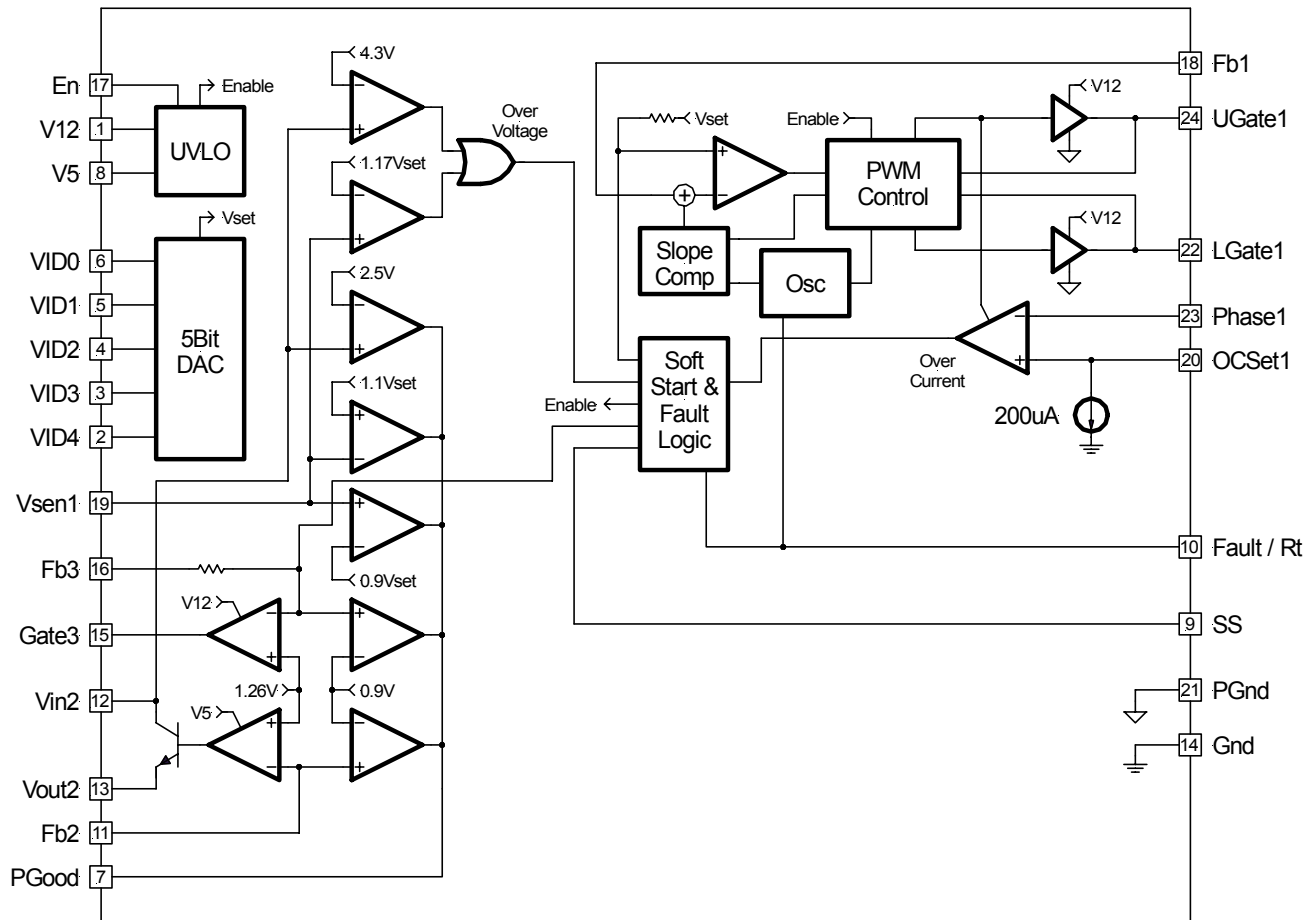 En
17
V12
1
V5
8
UVLO
Enable
VID0
6
VID1
5
VID2
4
VID3
3
VID4
2
5Bit
DAC
Vset
Vsen1
19
Fb3
16
Gate3
15
Vin2
12
Vout2
13
Fb2
11
PGood
7
4.3V
1.17Vset
2.5V
1.1Vset
0.9Vset
V12
1.26V
0.9V
V5
Over
Voltage
Vset
Enable
PWM
Control
Slope
Comp
Osc
V12
V12
Soft
Start &
Fault
Logic
Enable
Over
Current
200uA
18
Fb1
24
UGate1
22
LGate1
23
Phase1
20
OCSet1
10
Fault / Rt
9
SS
21
PGnd
14
Gnd